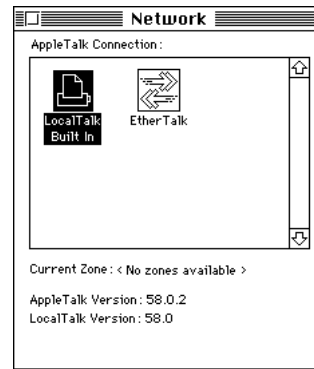 Network
AppleTalk Connection:
LocalTalk
Built In
EtherTalk
Current Zone: < No zones available >
AppleTalk Version: 58.0.2
LocalTalk Version: 58.0